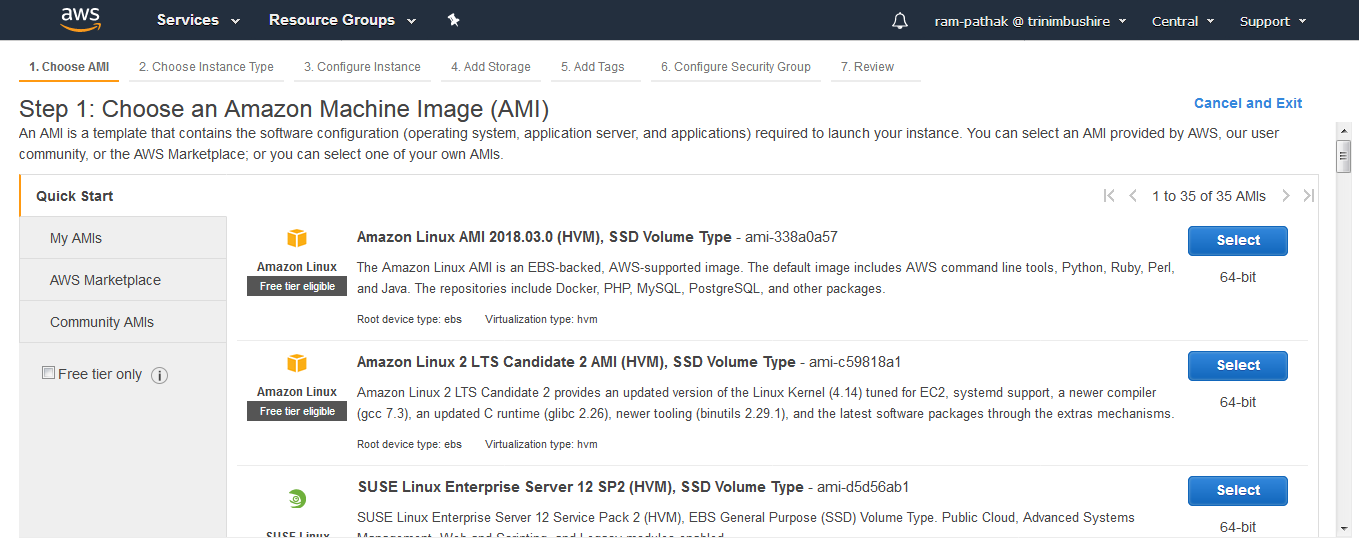 aws Services Resource Groups ram-pathak @ trinimbushire Central Support
1. Choose AMI 2. Choose Instance Type 3. Configure Instance 4. Add Storage 5. Add Tags 6. Configure Security Group 7. Review
Step 1: Choose an Amazon Machine Image (AMI)
Cancel and Exit
An AMI is a template that contains the software configuration (operating system, application server, and applications) required to launch your instance. You can select an AMI provided by AWS, our user
community, or the AWS Marketplace; or you can select one of your own AMIs.
Quick Start
My AMIs
AWS Marketplace
Community AMIs
Free tier only
1 to 35 of 35 AMIs
Amazon Linux
Free tier eligible
Amazon Linux AMI 2018.03.0 (HVM), SSD Volume Type - ami-338a0a57
The Amazon Linux AMI is an EBS-backed, AWS-supported image. The default image includes AWS command line tools, Python, Ruby, Perl,
and Java. The repositories include Docker, PHP, MySQL, PostgreSQL, and other packages.
Root device type: ebs Virtualization type: hvm
Select
64-bit
Amazon Linux
Free tier eligible
Amazon Linux 2 LTS Candidate 2 AMI (HVM), SSD Volume Type - ami-c59818a1
Amazon Linux 2 LTS Candidate 2 provides an updated version of the Linux Kernel (4.14) tuned for EC2, systemd support, a newer compiler
(gcc 7.3), an updated C runtime (glibc 2.26), newer tooling (binutils 2.29.1), and the latest software packages through the extras mechanisms.
Root device type: ebs Virtualization type: hvm
Select
64-bit
SUSE Linux
SUSE Linux Enterprise Server 12 SP2 (HVM), SSD Volume Type - ami-d5d56ab1
SUSE Linux Enterprise Server 12 Service Pack 2 (HVM), EBS General Purpose (SSD) Volume Type. Public Cloud, Advanced Systems
Management, Web and Scripting, and Legacy modules enabled.
Select
64-bit